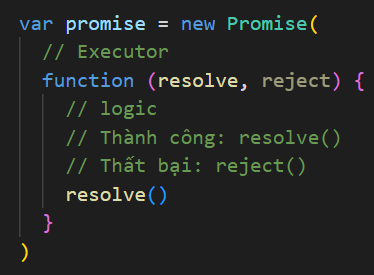 var promise = new Promise(
// Executor
function (resolve, reject) {
// logic
// Thành công: resolve()
// Thất bại: reject()
resolve()
}
)